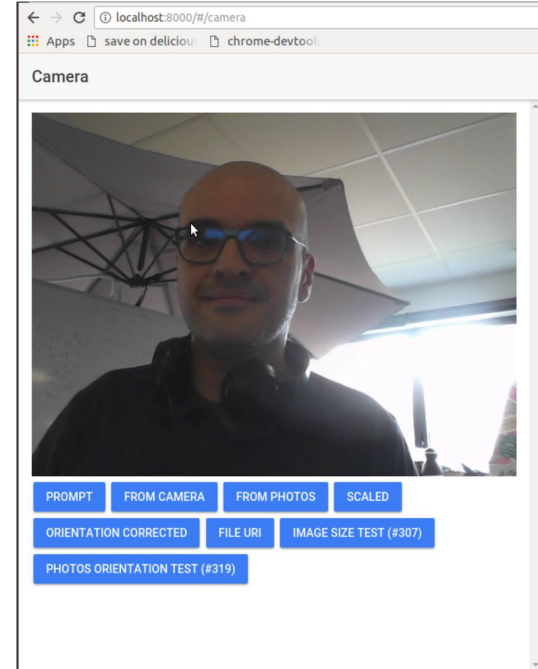 localhost:8000/#/camera
Apps save on deliciou chrome-devtool
Camera
PROMPT FROM CAMERA FROM PHOTOS SCALED
ORIENTATION CORRECTED FILE URI IMAGE SIZE TEST (#307)
PHOTOS ORIENTATION TEST (#319)